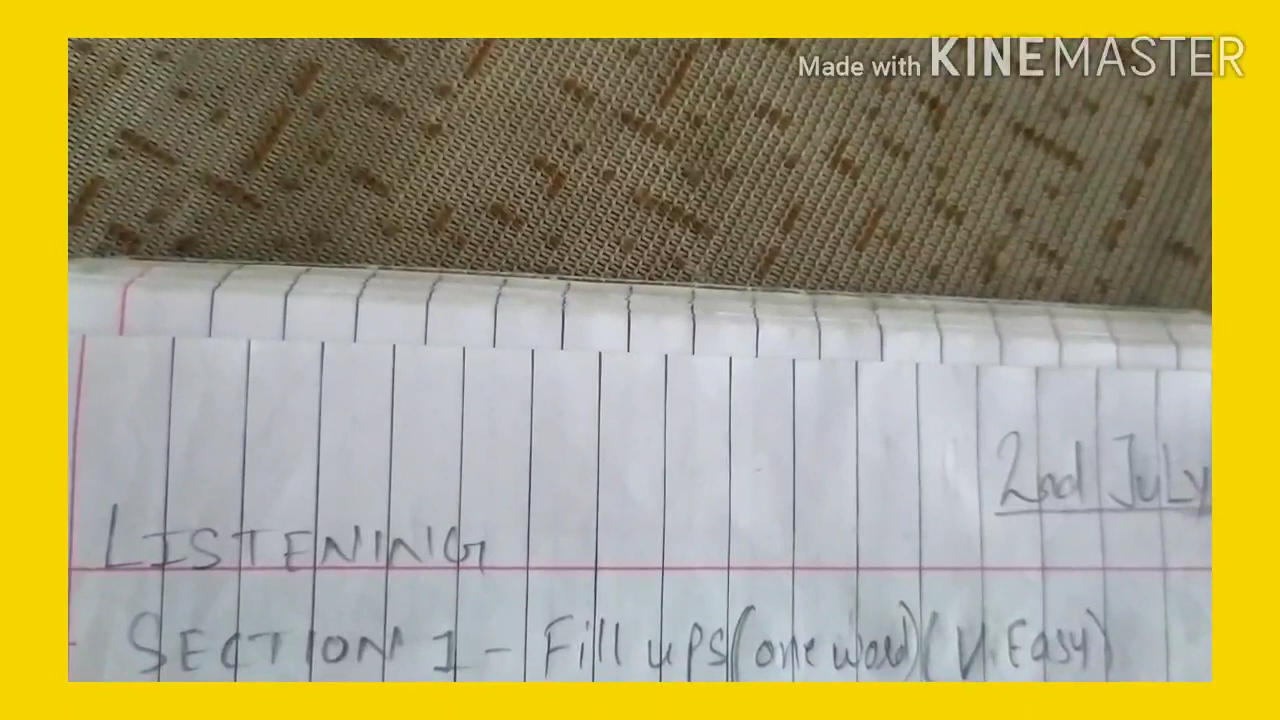 Made with KINEMASTER
2nd JULY
LISTENING
SECTION 1 - Fill ups (one word) (V. Easy)